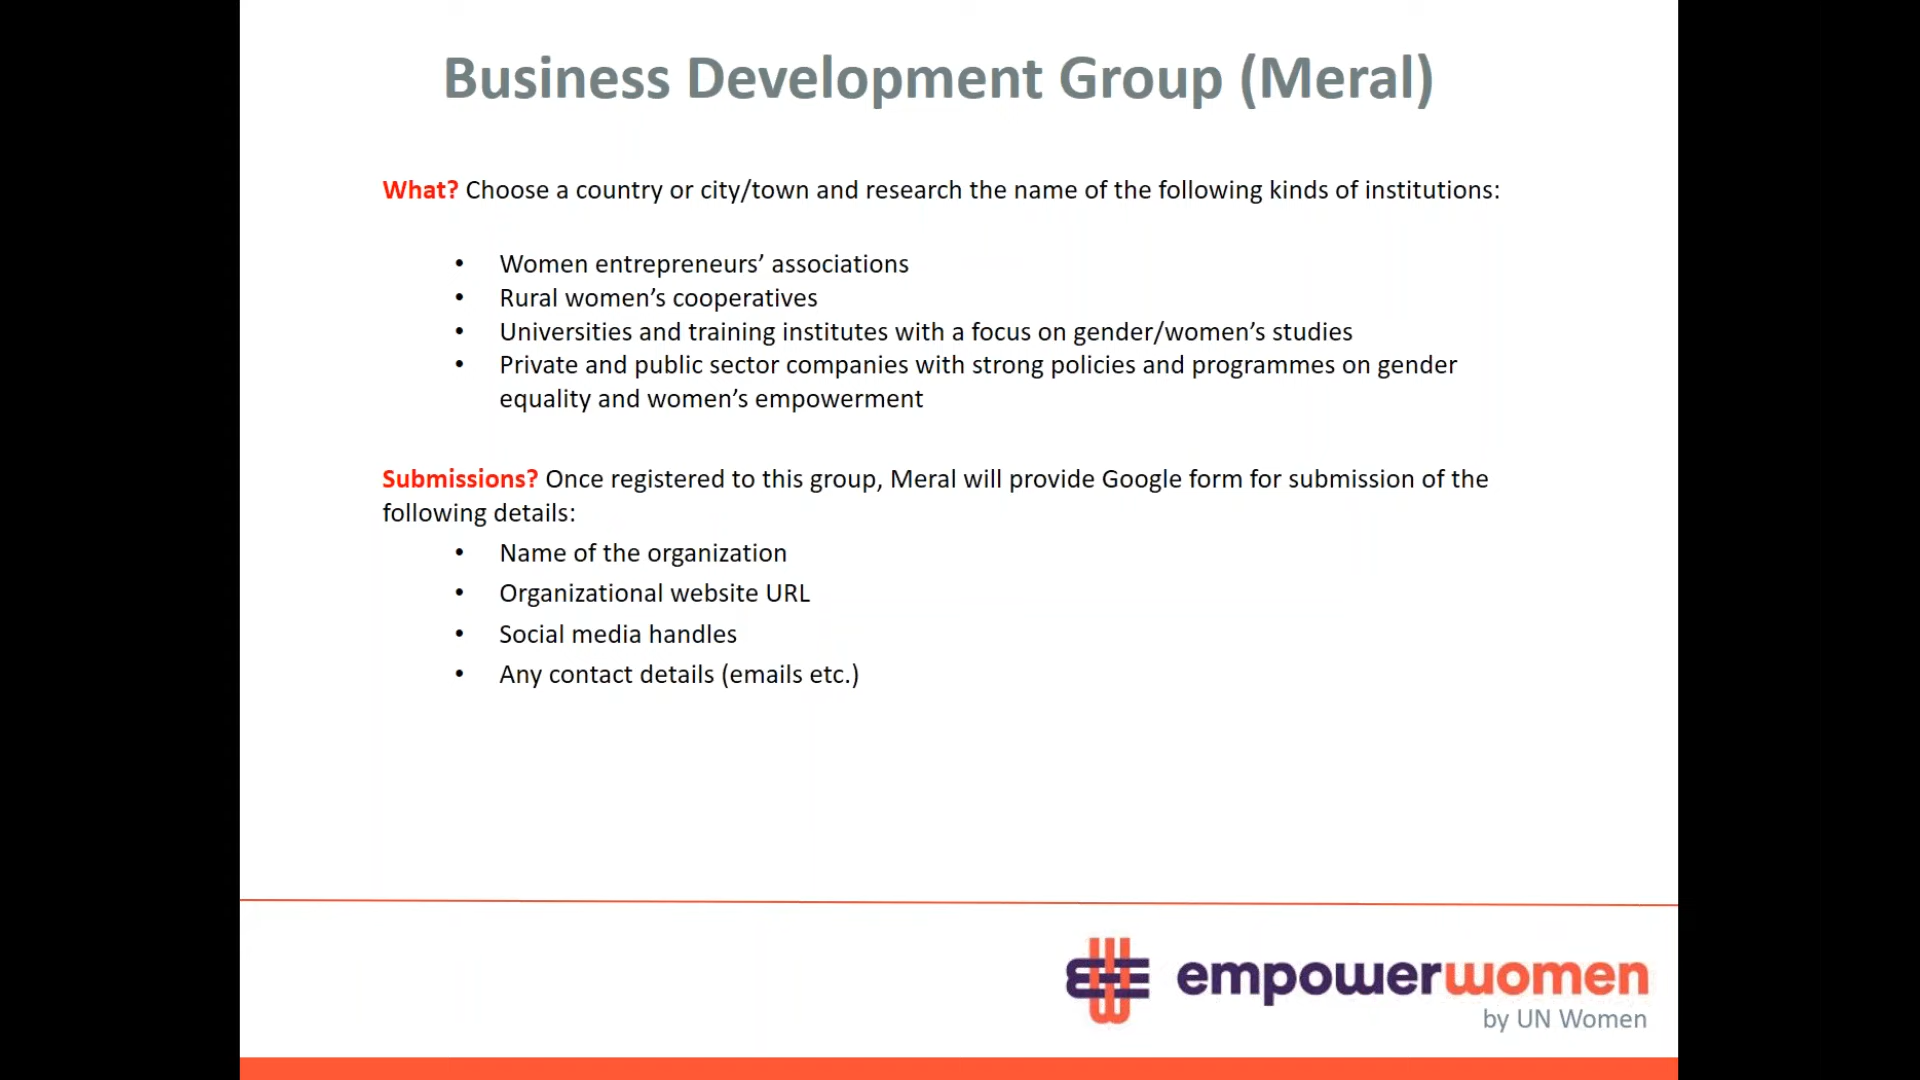 Business Development Group (Meral)
What? Choose a country or city/town and research the name of the following kinds of institutions:
• Women entrepreneurs’ associations
• Rural women’s cooperatives
• Universities and training institutes with a focus on gender/women’s studies
• Private and public sector companies with strong policies and programmes on gender
equality and women’s empowerment
Submissions? Once registered to this group, Meral will provide Google form for submission of the
following details:
• Name of the organization
• Organizational website URL
• Social media handles
• Any contact details (emails etc.)
empowerwomen
by UN Women